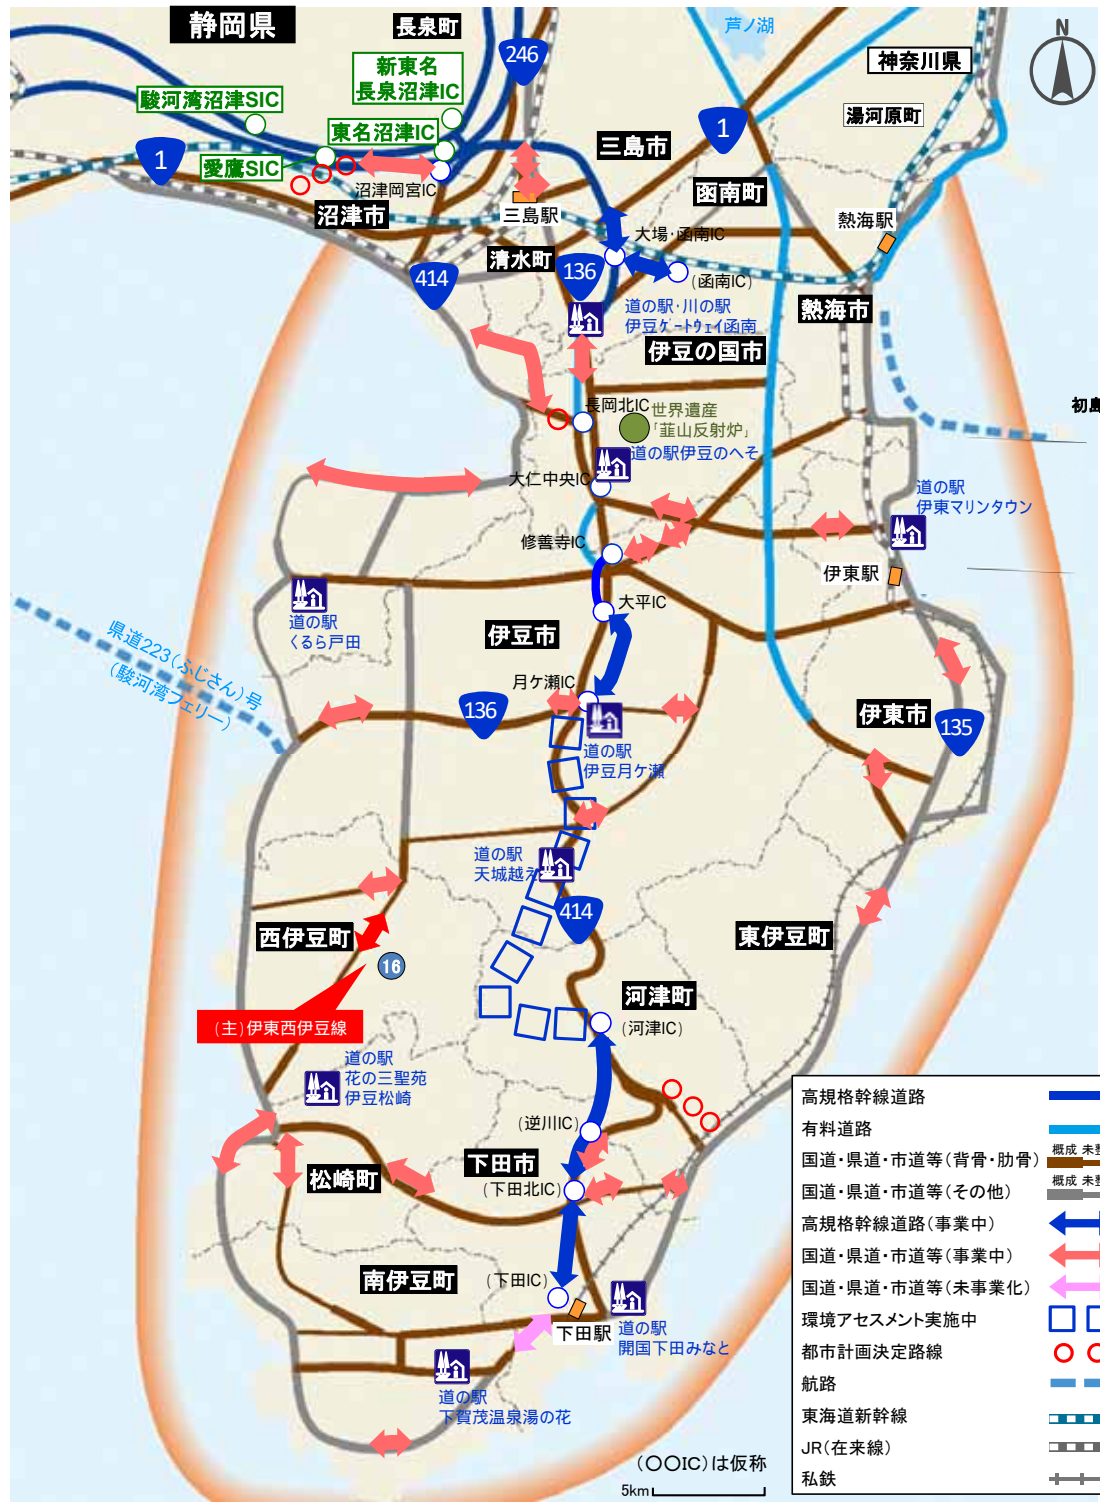 静岡県
長泉町
芦ノ湖
N
神奈川県
246
新東名
長泉沼津IC
駿河湾沼津SIC
東名沼津IC
愛鷹SIC
1
1
三島市
湯河原町
沼津岡宮IC
沼津市
三島駅
函南町
熱海駅
大場・函南IC
清水町
136
414
(函南IC)
道の駅・川の駅
伊豆ゲートウェイ函南
熱海市
伊豆の国市
初島
長岡北IC
世界遺産
「韮山反射炉」
道の駅伊豆のへそ
大仁中央IC
道の駅
伊東マリンタウン
修善寺IC
伊東駅
大平IC
道の駅
くるら戸田
伊豆市
県道223(ふじさん)号
(駿河湾フェリー)
月ケ瀬IC
136
伊東市
135
道の駅
伊豆月ケ瀬
道の駅
天城越え
414
西伊豆町
東伊豆町
16
河津町
(河津IC)
(主)伊東西伊豆線
道の駅
花の三聖苑
伊豆松崎
(逆川IC)
下田市
(下田北IC)
松崎町
南伊豆町
(下田IC)
下田駅
道の駅
開国下田みなと
道の駅
下賀茂温泉湯の花
(〇〇IC)は仮称
5km
高規格幹線道路
有料道路
国道・県道・市道等(背骨・肋骨)
概成 未整
国道・県道・市道等(その他)
概成 未整
高規格幹線道路(事業中)
国道・県道・市道等(事業中)
国道・県道・市道等(未事業化)
環境アセスメント実施中
都市計画決定路線
航路
東海道新幹線
JR(在来線)
私鉄